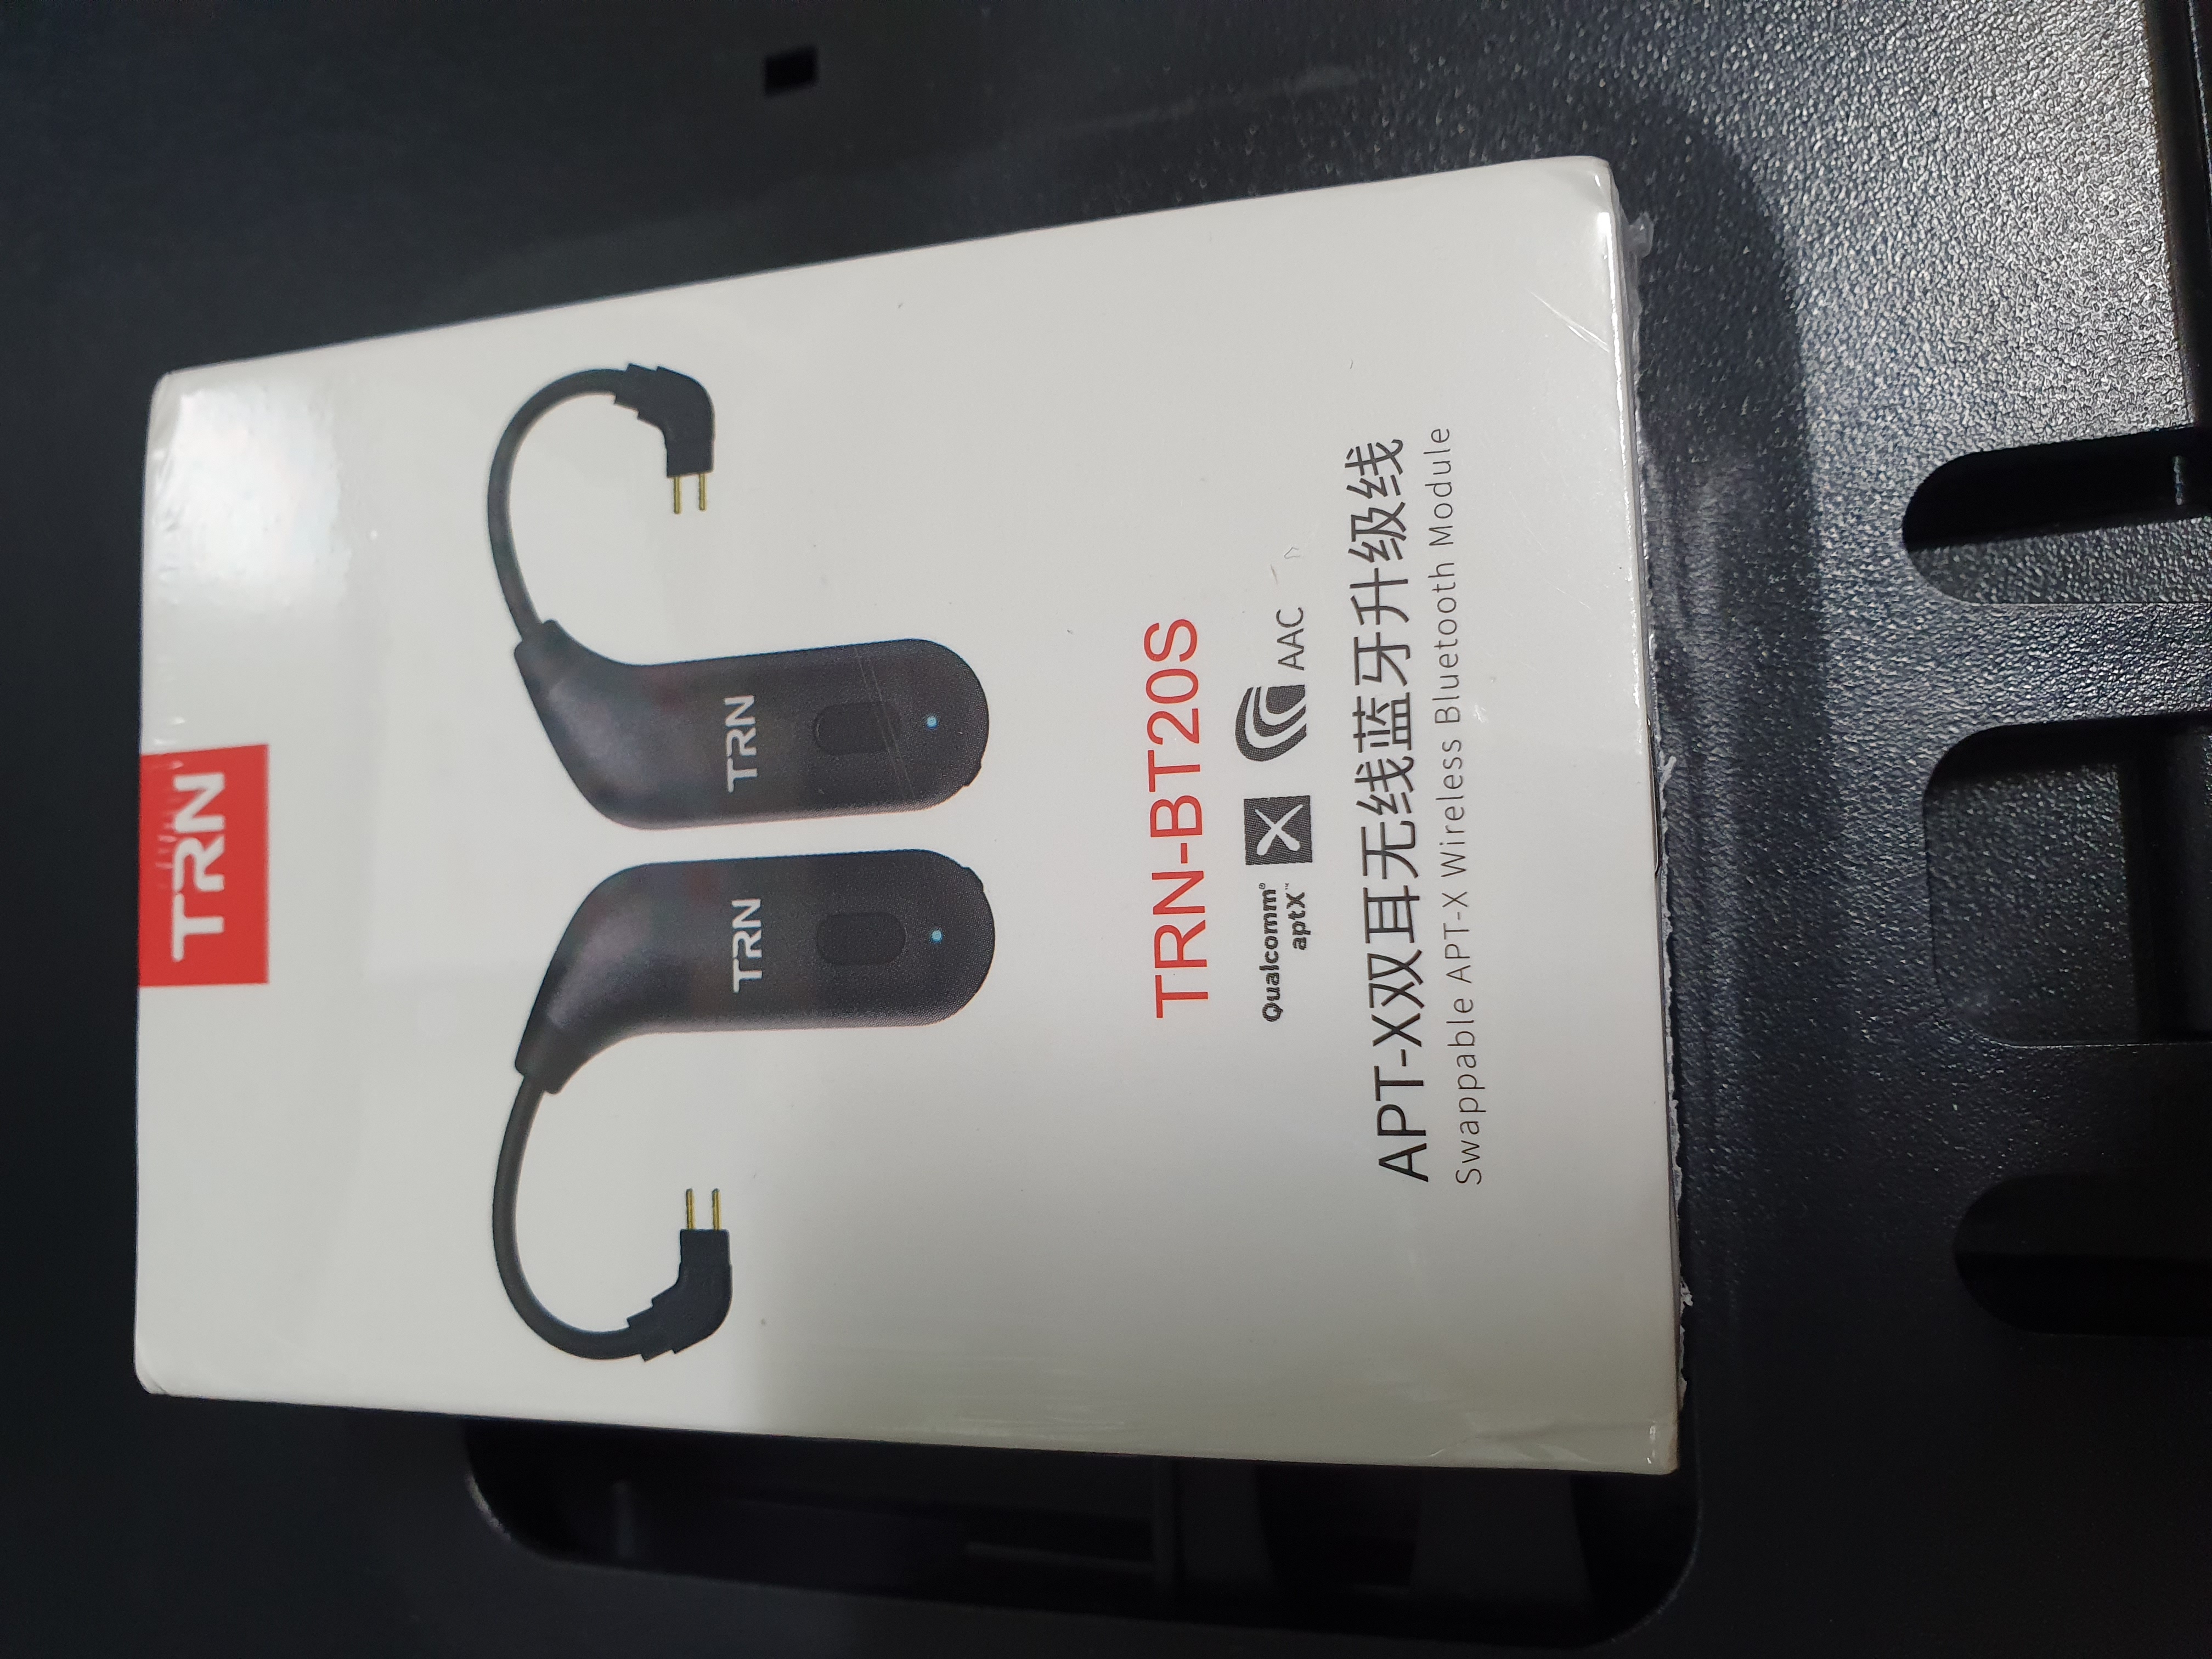 TRN
TRN
TRN
TRN-BT20S
Qualcomm®
aptX™
AAC
APT-X双耳无线蓝牙升级线
Swappable APT-X Wireless Bluetooth Module